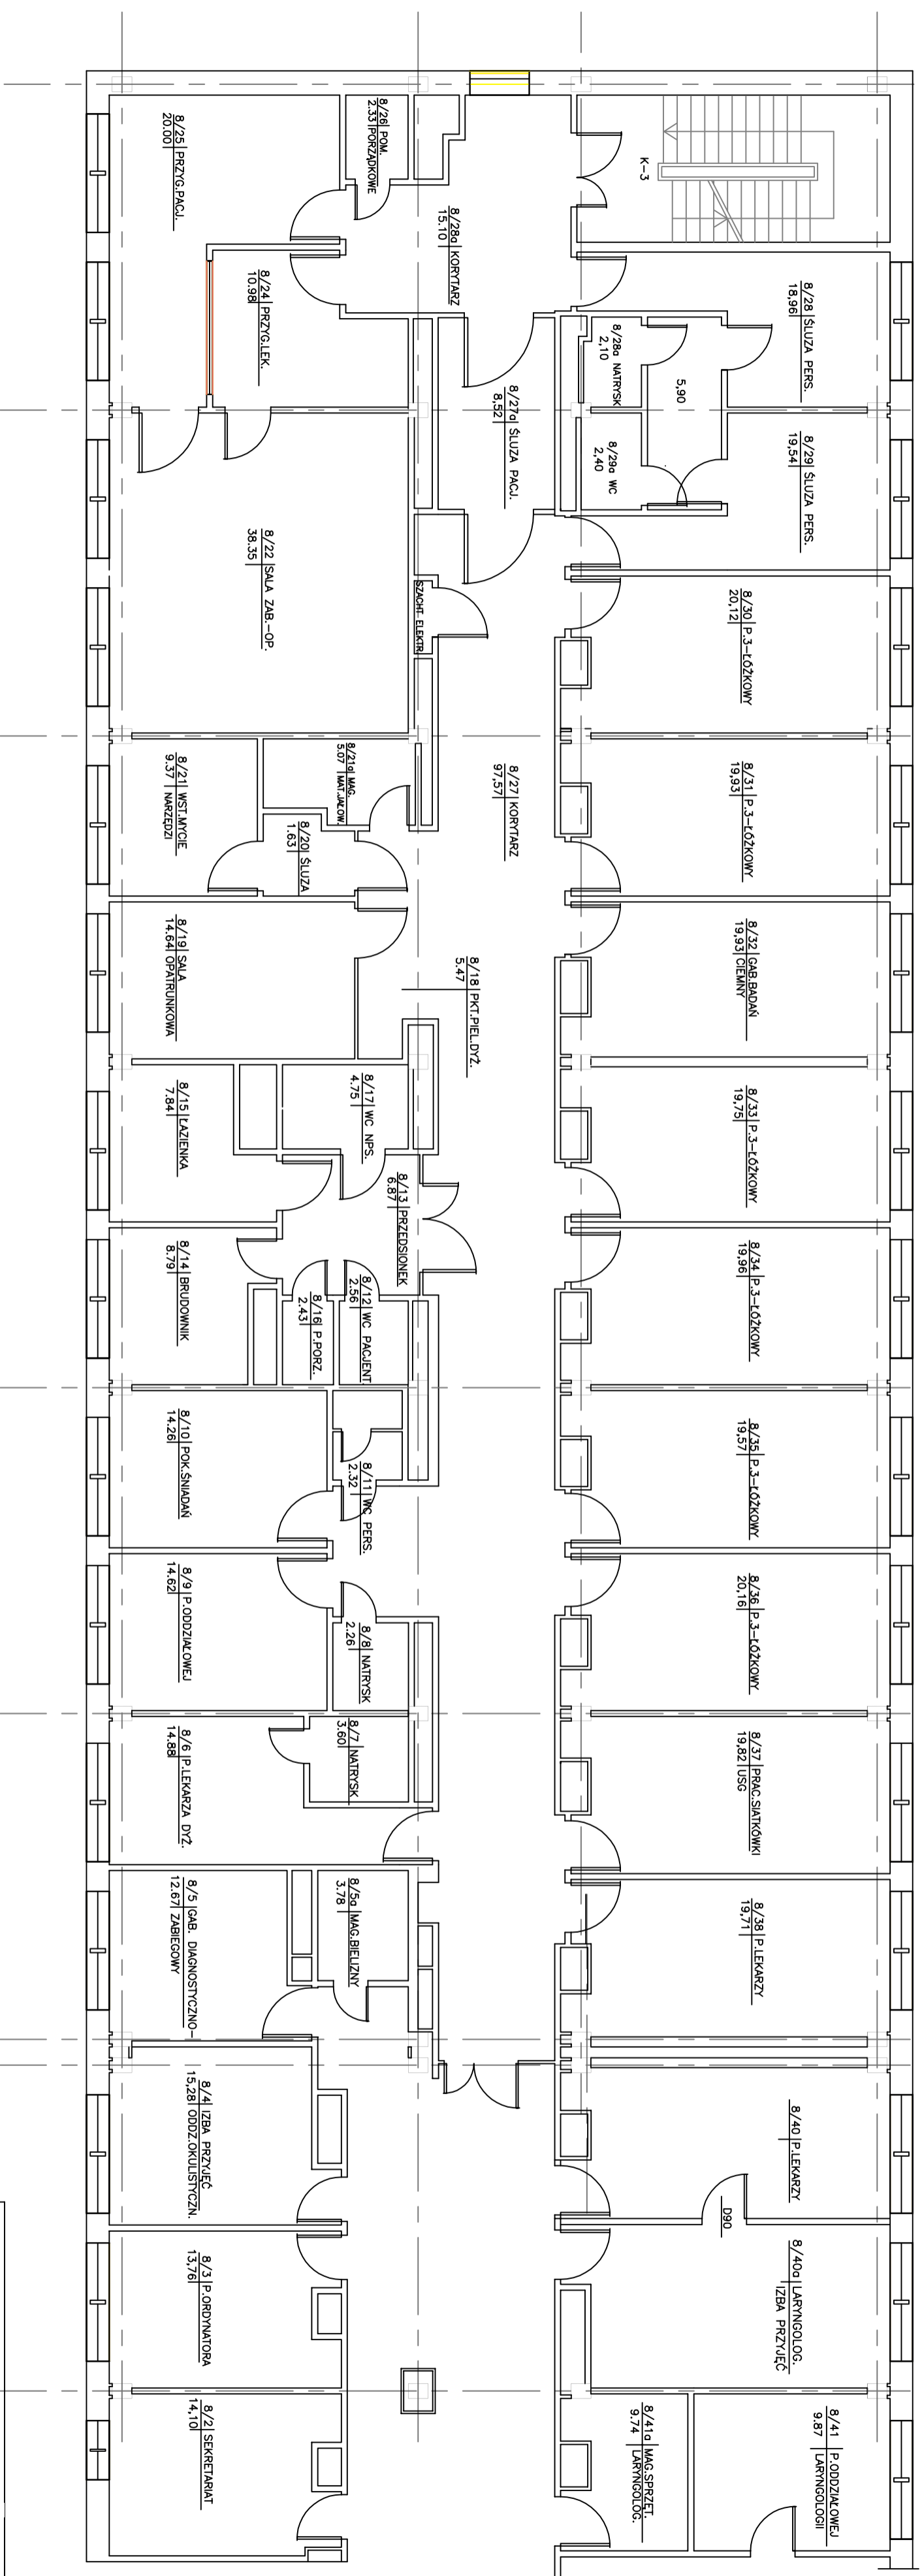 K-3
8/28 ŚLUZA PERS.
18,96
8/29 ŚLUZA PERS.
19,54
5,90
8/28a NATRYSK
2,10
8/29a WC
2,40
8/30 P.3-ŁÓŻKOWY
20,12
8/31 P.3-ŁÓŻKOWY
19,93
8/32 GAB.BADAŃ
19,93 CIEMNY
8/33 P.3-ŁÓŻKOWY
19,75
8/34 P.3-ŁÓŻKOWY
19,96
8/35 P.3-ŁÓŻKOWY
19,57
8/36 P.3-ŁÓŻKOWY
20,16
8/37 PRAC.SIATKÓWKI
19,82 USG
8/38 P.LEKARZY
19,71
8/40 P.LEKARZY
D90
8/40a LARYNGOLOG.
IZBA PRZYJĘĆ
8/41 P.ODDZIAŁOWEJ
9.87 LARYNGOLOGII
8/41a MAG.SPRZĘT.
9.74 LARYNGOLOG.
8/28a KORYTARZ
15.10
8/27a ŚLUZA PACJ.
8,52
8/27 KORYTARZ
97,57
8/18 PKT.PIEL.DYŻ.
5.47
SZACHT ELEKTR.
8/26 POM.
2.33 PORZĄDKOWE
8/25 PRZYG.PACJ.
20.00
8/24 PRZYG.LEK.
10.98
8/22 SALA ZAB.-OP.
38.35
8/21a MAG.
5.07 MAT.JAŁOW.
8/21 WST.MYCIE
9.37 NARZĘDZI
8/20 ŚLUZA
1.63
8/19 SALA
14.64 OPATRUNKOWA
8/17 WC NPS.
4.75
8/15 ŁAZIENKA
7.84
8/13 PRZEDSIONEK
6.87
8/12 WC PACJENT
2.56
8/16 P.PORZ.
2.43
8/14 BRUDOWNIK
8.79
8/11 WC PERS.
2.32
8/10 POK.ŚNIADAŃ
14.26
8/9 P.ODDZIAŁOWEJ
14.62
8/8 NATRYSK
2.26
8/7 NATRYSK
3.60
8/6 P.LEKARZA DYŻ.
14.88
8/5a MAG.BIELIZNY
3.78
8/5 GAB. DIAGNOSTYCZNO-
12.67 ZABIEGOWY
8/4 IZBA PRZYJĘĆ
15,28 ODDZ.OKULISTYCZN.
8/3 P.ORDYNATORA
13,76
8/2 SEKRETARIAT
14,10